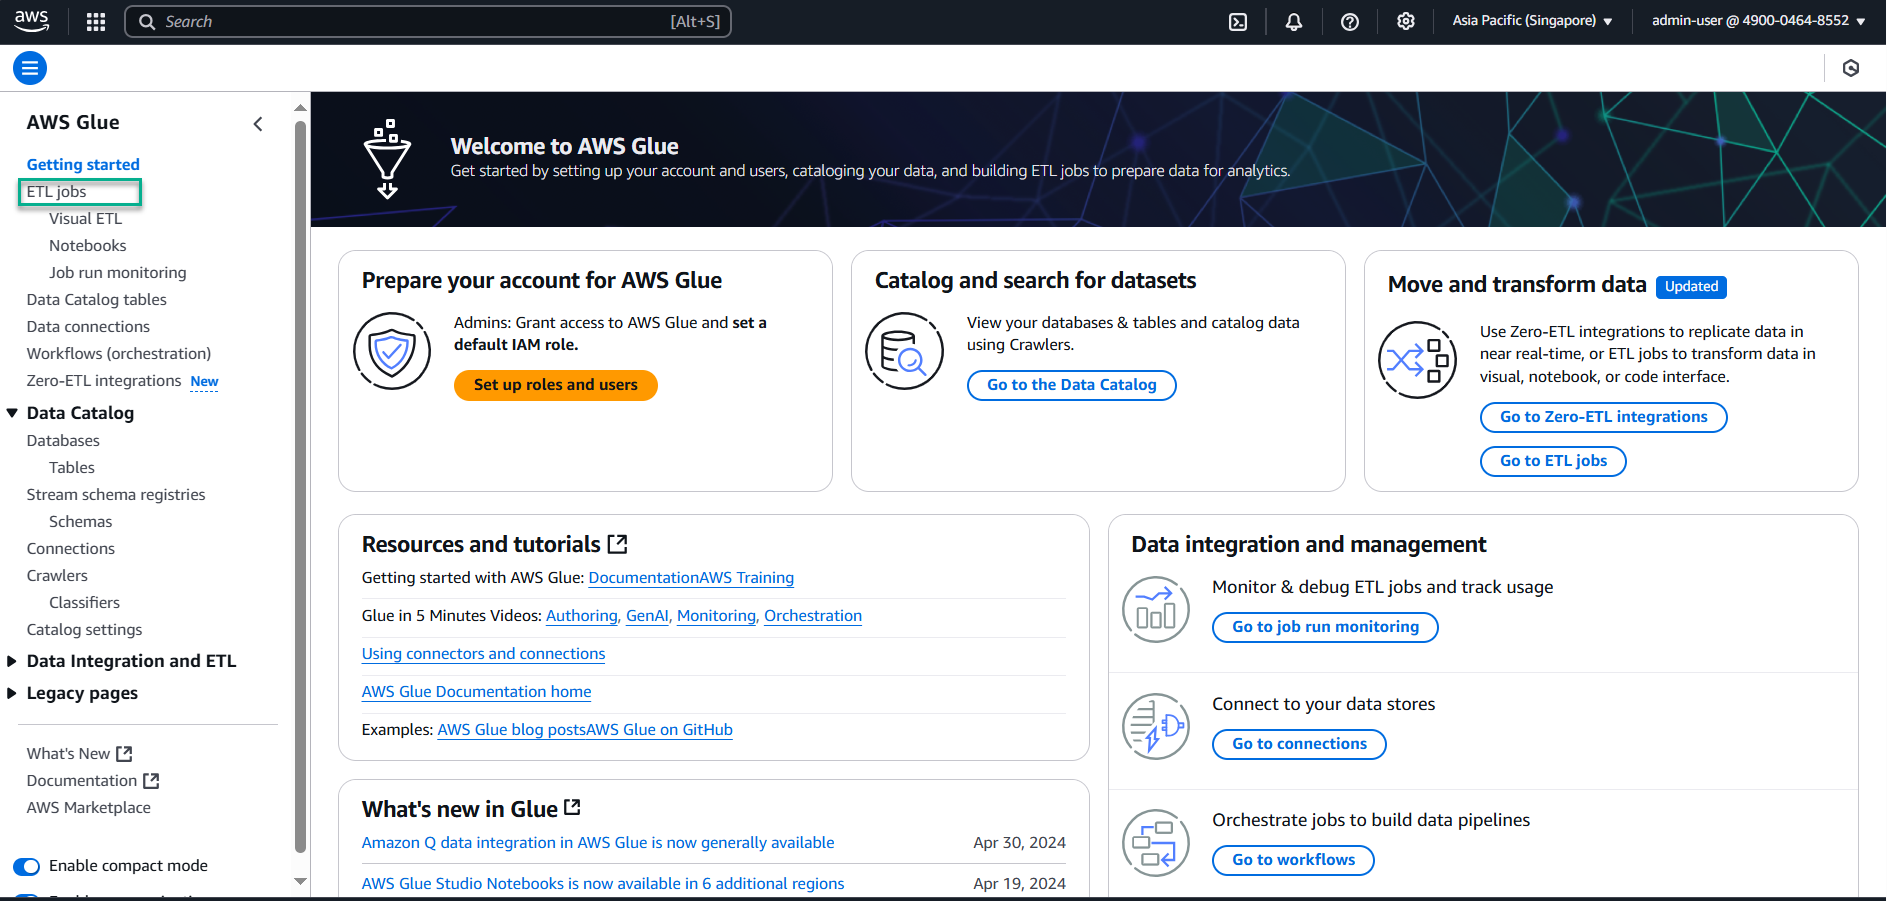 aws
Search
[Alt+S]
Asia Pacific (Singapore)
admin-user @ 4900-0464-8552
AWS Glue
Getting started
ETL jobs
Visual ETL
Notebooks
Job run monitoring
Data Catalog tables
Data connections
Workflows (orchestration)
Zero-ETL integrations New
Data Catalog
Databases
Tables
Stream schema registries
Schemas
Connections
Crawlers
Classifiers
Catalog settings
Data Integration and ETL
Legacy pages
What's New
Documentation
AWS Marketplace
Enable compact mode
Welcome to AWS Glue
Get started by setting up your account and users, cataloging your data, and building ETL jobs to prepare data for analytics.
Prepare your account for AWS Glue
Admins: Grant access to AWS Glue and set a
default IAM role.
Set up roles and users
Catalog and search for datasets
View your databases & tables and catalog data
using Crawlers.
Go to the Data Catalog
Move and transform data Updated
Use Zero-ETL integrations to replicate data in
near real-time, or ETL jobs to transform data in
visual, notebook, or code interface.
Go to Zero-ETL integrations
Go to ETL jobs
Resources and tutorials
Getting started with AWS Glue: DocumentationAWS Training
Glue in 5 Minutes Videos: Authoring, GenAI, Monitoring, Orchestration
Using connectors and connections
AWS Glue Documentation home
Examples: AWS Glue blog postsAWS Glue on GitHub
What's new in Glue
Amazon Q data integration in AWS Glue is now generally available Apr 30, 2024
AWS Glue Studio Notebooks is now available in 6 additional regions Apr 19, 2024
Data integration and management
Monitor & debug ETL jobs and track usage
Go to job run monitoring
Connect to your data stores
Go to connections
Orchestrate jobs to build data pipelines
Go to workflows